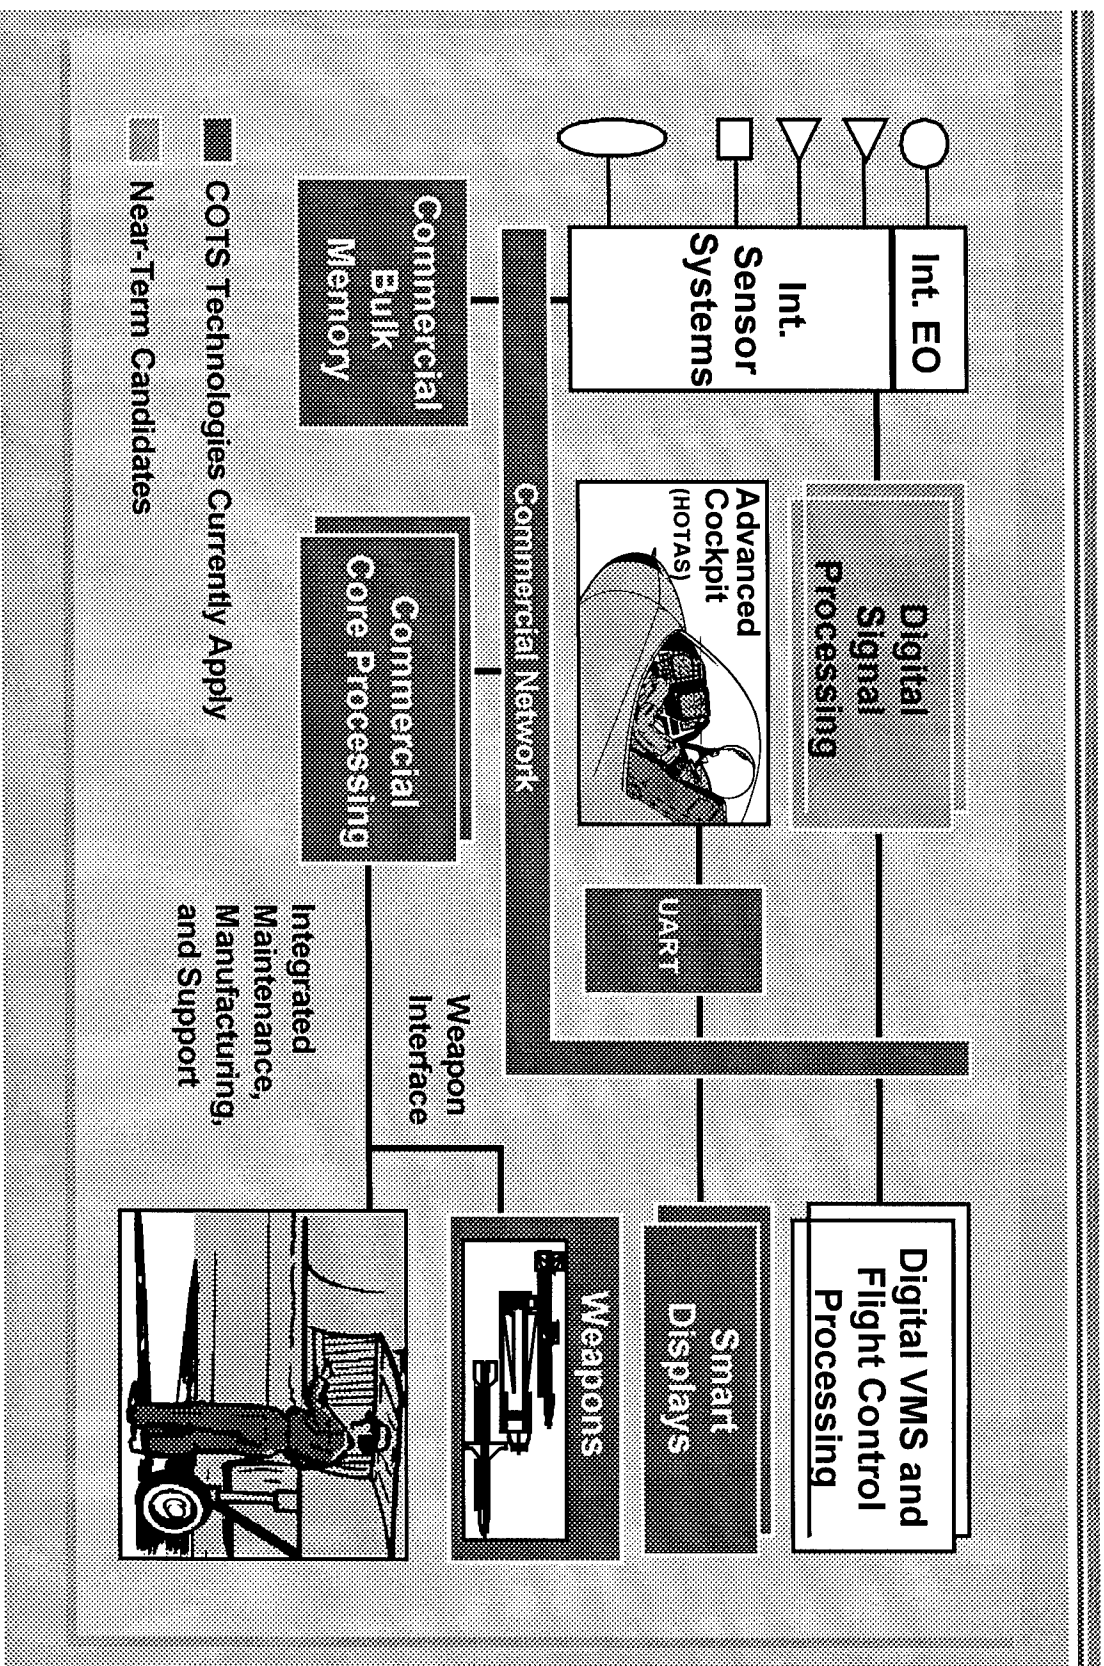 Int. EO
Int.
Sensor
Systems
Digital
Signal
Processing
Digital VMS and
Flight Control
Processing
Advanced
Cockpit
(HOTAS)
UART
Smart
Displays
Commercial Network
Weapons
Commercial
Bulk
Memory
Commercial
Core Processing
Weapon
Interface
Integrated
Maintenance,
Manufacturing,
and Support
COTS Technologies Currently Apply
Near-Term Candidates